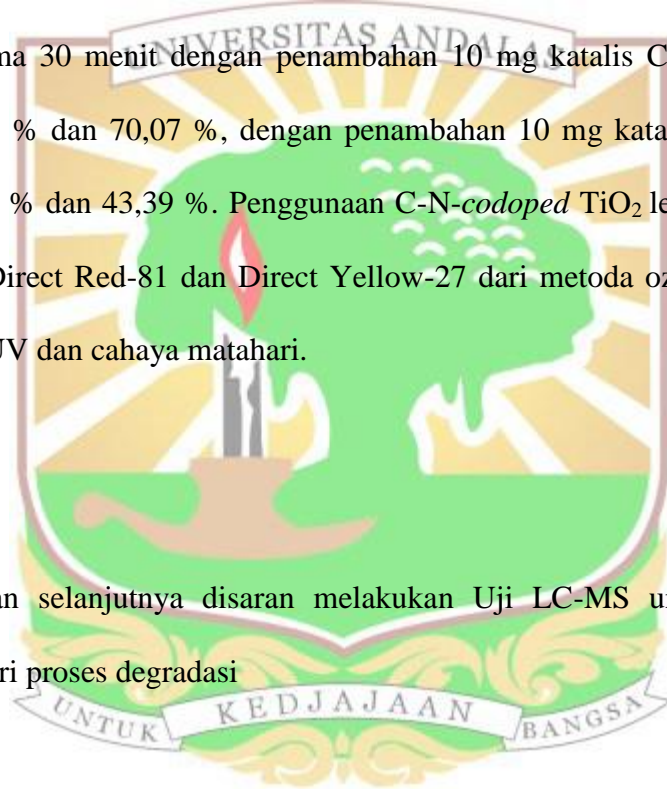 UNIVERSITAS ANDALAS
ma 30 menit dengan penambahan 10 mg katalis C
% dan 70,07 %, dengan penambahan 10 mg kata
% dan 43,39 %. Penggunaan C-N-codoped TiO₂ le
Direct Red-81 dan Direct Yellow-27 dari metoda oz
UV dan cahaya matahari.
an selanjutnya disaran melakukan Uji LC-MS u
ri proses degradasi
UNTUK KEDJAJAAN BANGSA